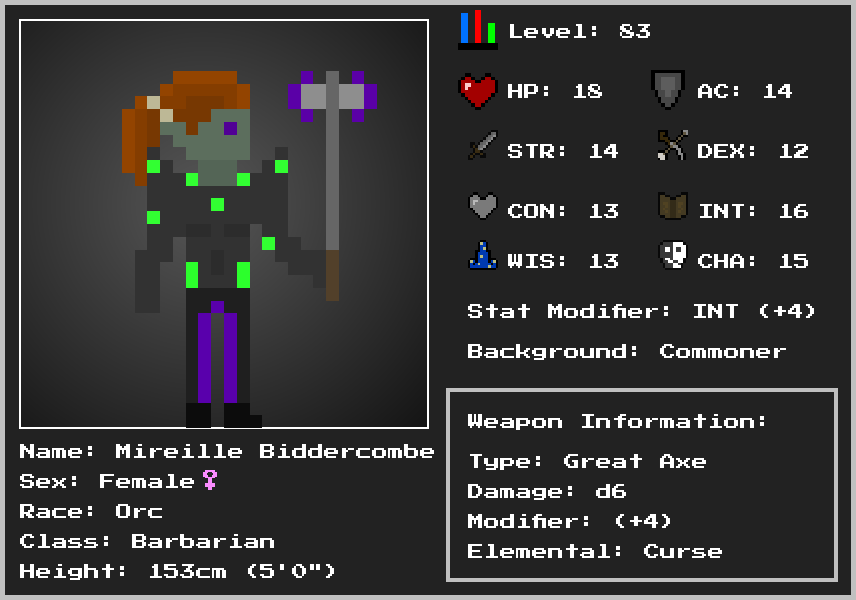 Level: 83
HP: 18
AC: 14
STR: 14
DEX: 12
CON: 13
INT: 16
WIS: 13
CHA: 15
Stat Modifier: INT (+4)
Background: Commoner
Weapon Information:
Type: Great Axe
Damage: d6
Modifier: (+4)
Elemental: Curse
Name: Mireille Biddercombe
Sex: Female♀
Race: Orc
Class: Barbarian
Height: 153cm (5'0")